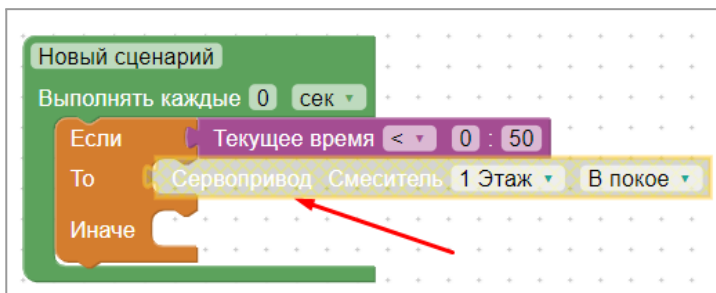 Новый сценарий
Выполнять каждые 0 сек
Если Текущее время < 0 : 50
То Сервопривод Смеситель 1 Этаж В покое
Иначе